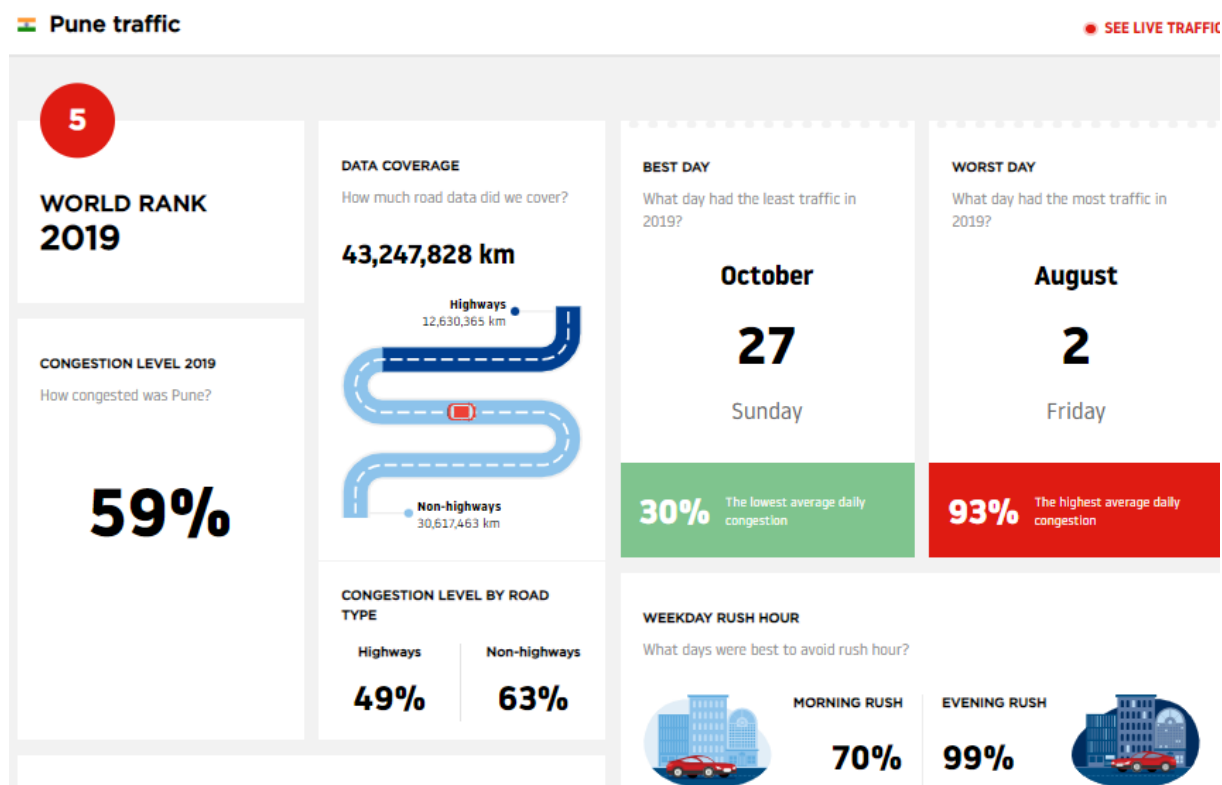 Pune traffic
SEE LIVE TRAFFIC
5
WORLD RANK
2019
CONGESTION LEVEL 2019
How congested was Pune?
59%
DATA COVERAGE
How much road data did we cover?
43,247,828 km
Highways
12,630,365 km
Non-highways
30,617,463 km
CONGESTION LEVEL BY ROAD
TYPE
Highways
49%
Non-highways
63%
BEST DAY
What day had the least traffic in
2019?
October
27
Sunday
30%
The lowest average daily
congestion
WORST DAY
What day had the most traffic in
2019?
August
2
Friday
93%
The highest average daily
congestion
WEEKDAY RUSH HOUR
What days were best to avoid rush hour?
MORNING RUSH
70%
EVENING RUSH
99%